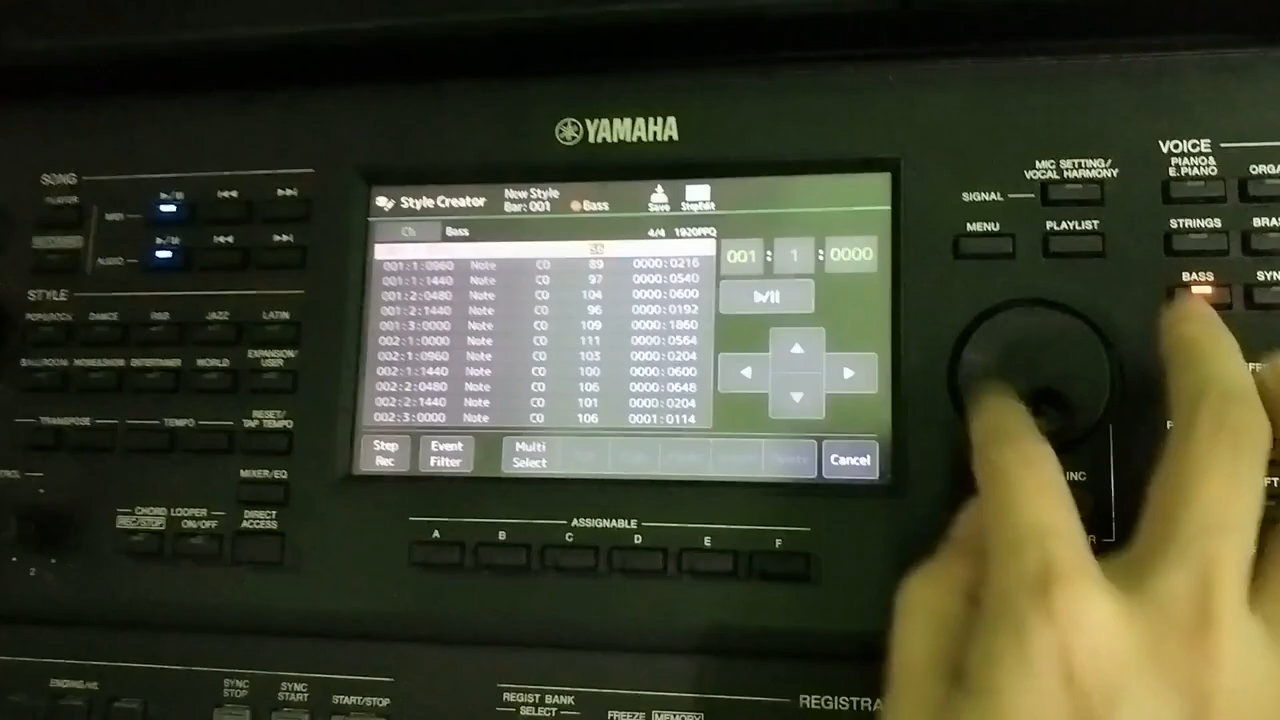 YAMAHA
SONG
PLAYER
MIDI
AUDIO
STYLE
POP&ROCK DANCE R&B JAZZ LATIN
BALLROOM MOVIE&SHOW ENTERTAINER WORLD EXPANSION/
USER
TRANSPOSE TEMPO RESET/
TAP TEMPO
MIXER/EQ
CHORD LOOPER
REC/STOP ON/OFF
DIRECT
ACCESS
2
Style Creator
New Style
Bar: 001
Bass
Save
StepEdit
Ch
Bass
4/4 1920PPQ
56
001:1:0960 Note C0 89 0000:0216
001:1:1440 Note C0 97 0000:0540
001:2:0480 Note C0 104 0000:0600
001:2:1440 Note C0 96 0000:0192
001:3:0000 Note C0 109 0000:1860
002:1:0000 Note C0 111 0000:0564
002:1:0960 Note C0 103 0000:0204
002:1:1440 Note C0 100 0000:0600
002:2:0480 Note C0 106 0000:0648
002:2:1440 Note C0 101 0000:0204
002:3:0000 Note C0 106 0001:0114
001 : 1 : 0000
Step
Rec
Event
Filter
Multi
Select
Cancel
ASSIGNABLE
A B C D E F
MIC SETTING/
VOCAL HARMONY
SIGNAL
MENU
PLAYLIST
VOICE
PIANO&
E.PIANO
STRINGS
BASS
INC
SYNC
STOP
SYNC
START
START/STOP
REGIST BANK
SELECT
FREEZE MEMORY